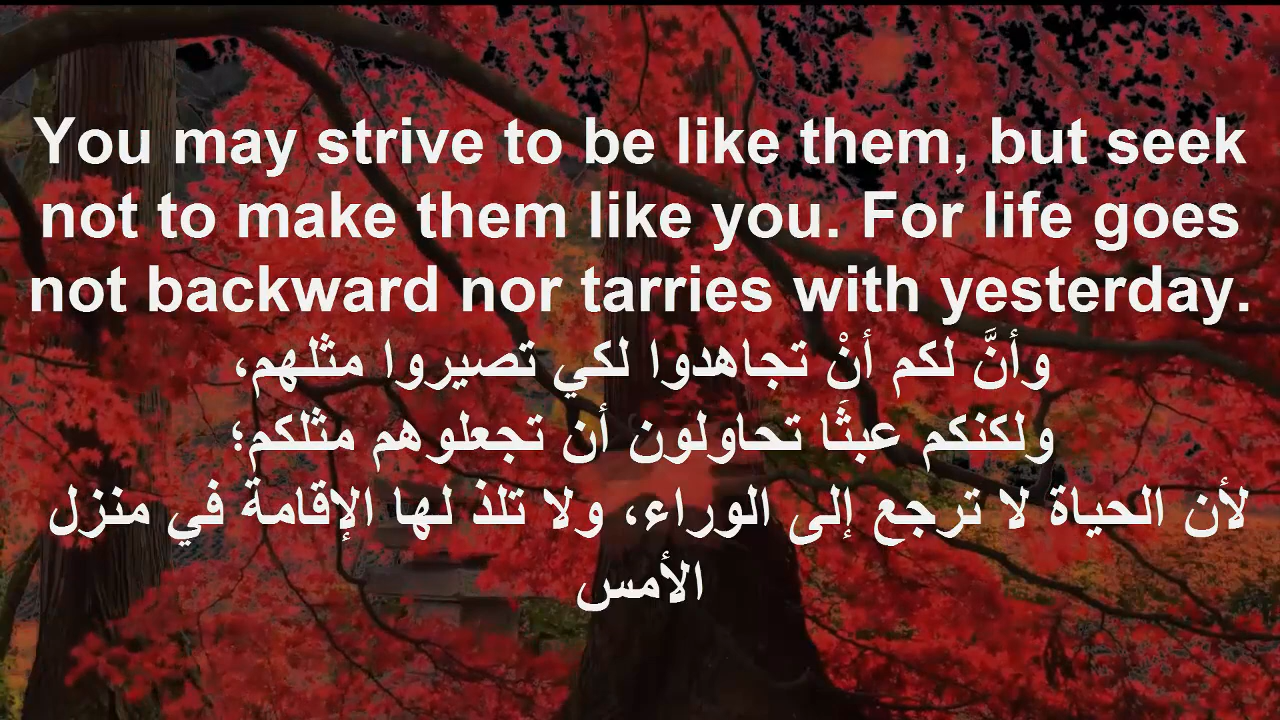 You may strive to be like them, but seek
not to make them like you. For life goes
not backward nor tarries with yesterday.
وأنَّ لكم أنْ تجاهدوا لكي تصيروا مثلهم،
ولكنكم عبثًا تحاولون أن تجعلوهم مثلكم؛
لأن الحياة لا ترجع إلى الوراء، ولا تلذ لها الإقامة في منزل
الأمس